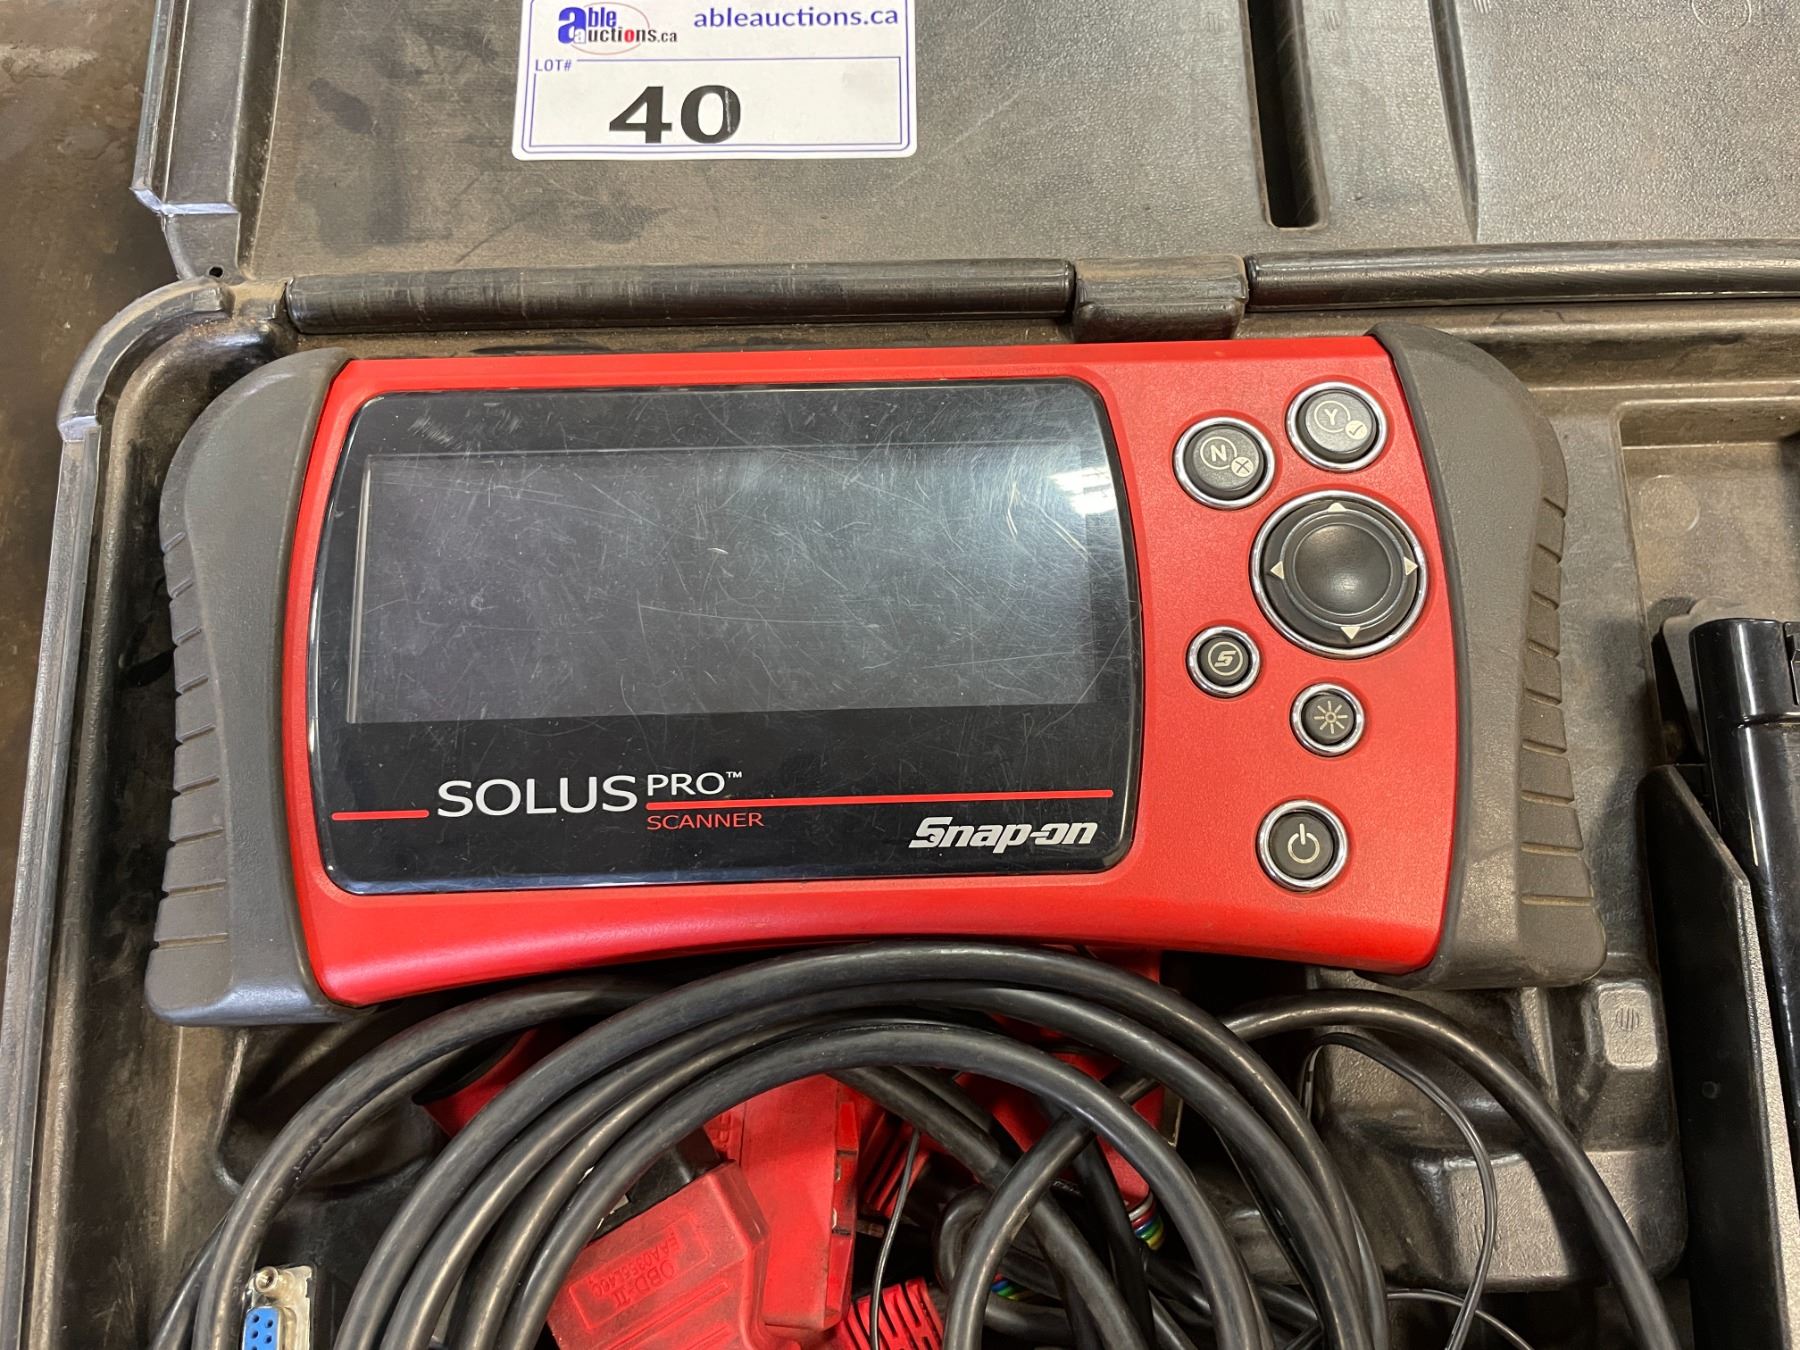 able auctions.ca
ableauctions.ca
LOT#
40
N
Y
S
SOLUS PRO™
SCANNER
Snap-on
OBD-II